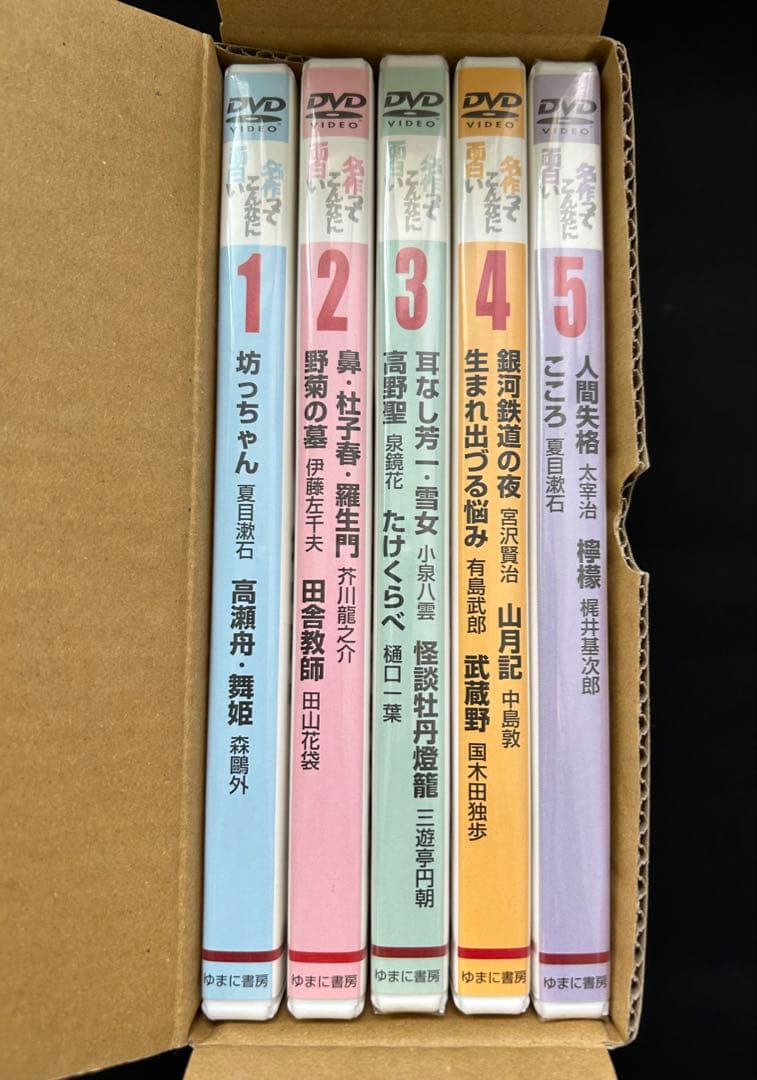 DVD
VIDEO
名作って
こんなに
面白い
1
坊っちゃん 夏目漱石 高瀬舟・舞姫 森鷗外
ゆまに書房
DVD
VIDEO
名作って
こんなに
面白い
2
鼻・杜子春・羅生門 芥川龍之介
野菊の墓 伊藤左千夫 田舎教師 田山花袋
ゆまに書房
DVD
VIDEO
名作って
こんなに
面白い
3
耳なし芳一・雪女 小泉八雲 怪談牡丹燈籠 三遊亭円朝
高野聖 泉鏡花 たけくらべ 樋口一葉
ゆまに書房
DVD
VIDEO
名作って
こんなに
面白い
4
銀河鉄道の夜 宮沢賢治 山月記 中島敦
生まれ出づる悩み 有島武郎 武蔵野 国木田独歩
ゆまに書房
DVD
VIDEO
名作って
こんなに
面白い
5
人間失格 太宰治 檸檬 梶井基次郎
こころ 夏目漱石
ゆまに書房